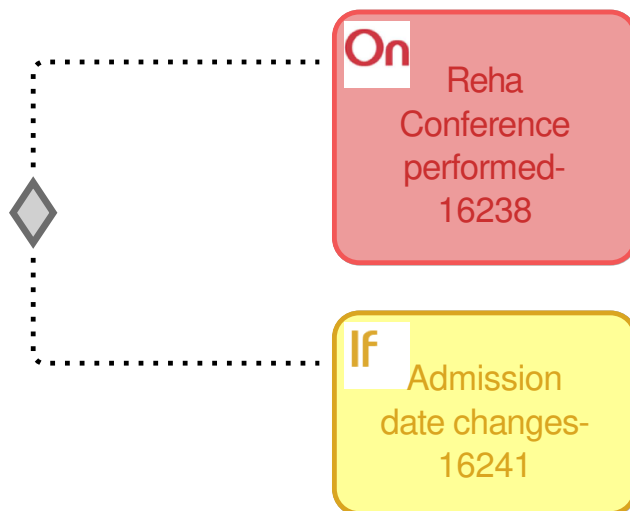 On
Reha
Conference
performed-
16238
If
Admission
date changes-
16241